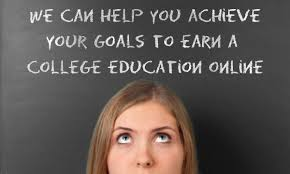 WE CAN HELP YOU ACHIEVE
YOUR GOALS TO EARN A
COLLEGE EDUCATION ONLINE